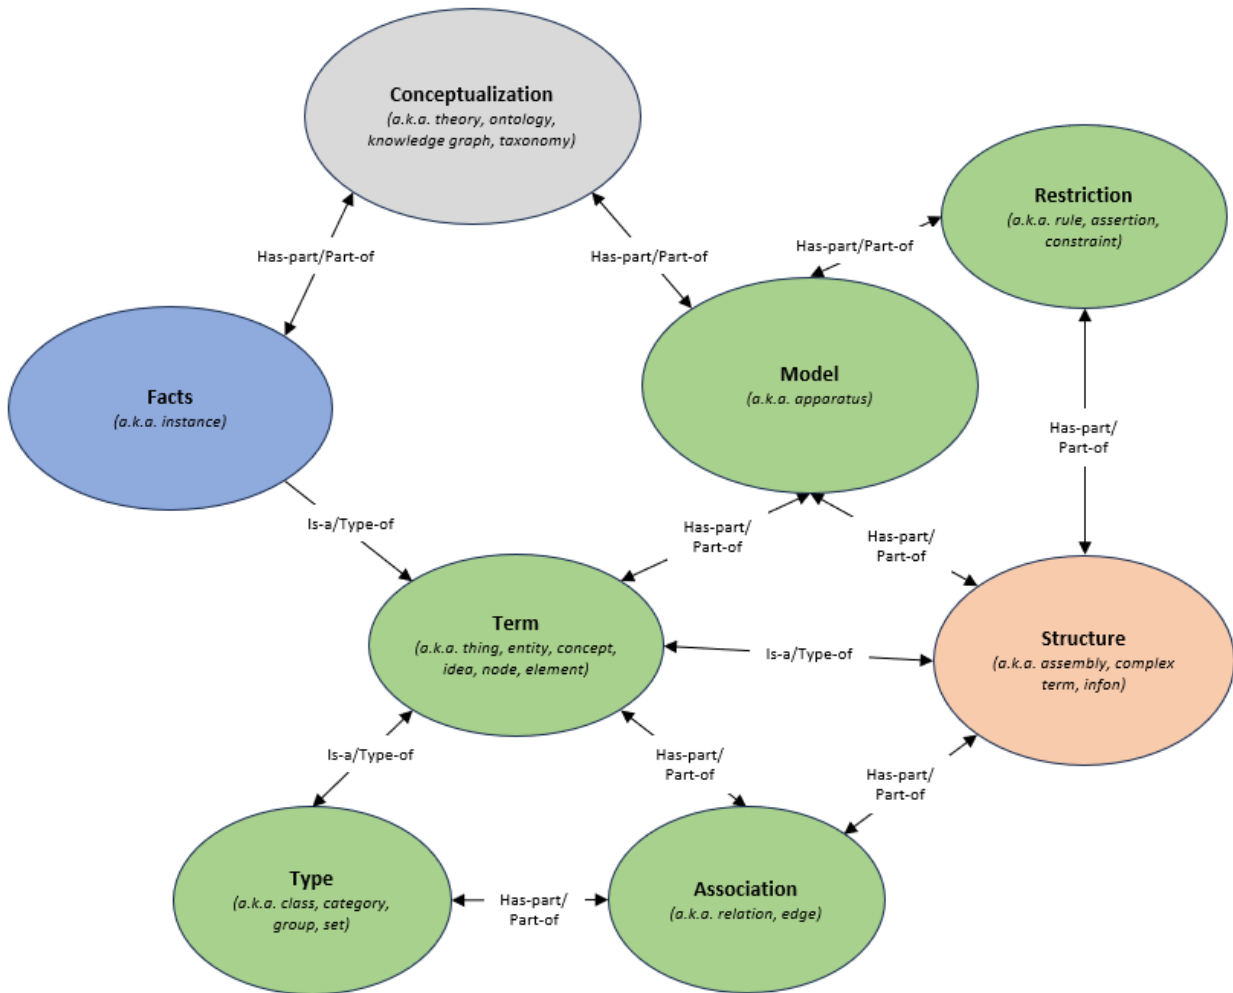 Conceptualization
(a.k.a. theory, ontology,
knowledge graph, taxonomy)
Restriction
(a.k.a. rule, assertion,
constraint)
Has-part/Part-of
Has-part/Part-of
Has-part/Part-of
Facts
(a.k.a. instance)
Model
(a.k.a. apparatus)
Has-part/
Part-of
Is-a/Type-of
Has-part/
Part-of
Has-part/
Part-of
Term
(a.k.a. thing, entity, concept,
idea, node, element)
Is-a/Type-of
Structure
(a.k.a. assembly, complex
term, infon)
Is-a/Type-of
Has-part/
Part-of
Has-part/
Part-of
Type
(a.k.a. class, category,
group, set)
Has-part/
Part-of
Association
(a.k.a. relation, edge)